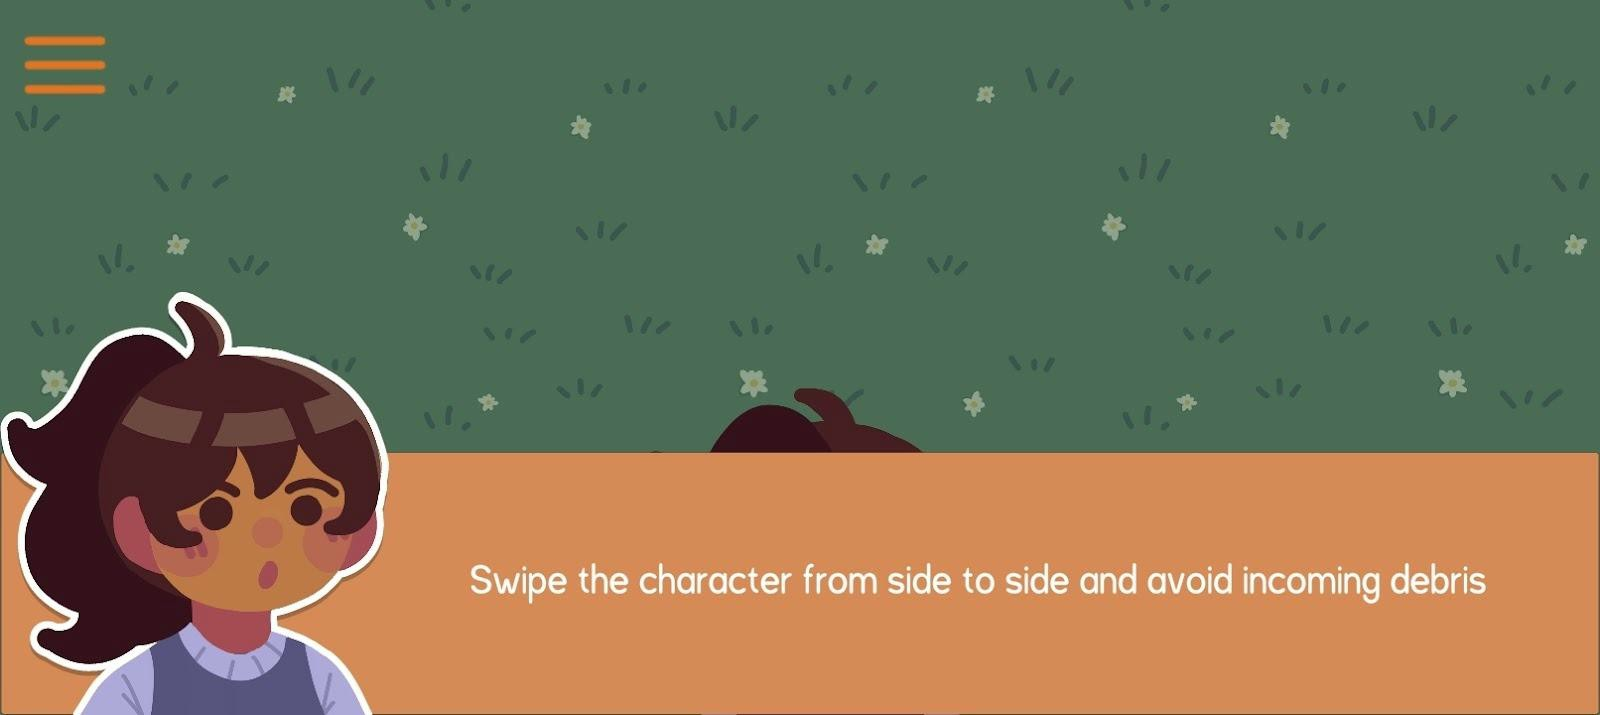 Swipe the character from side to side and avoid incoming debris